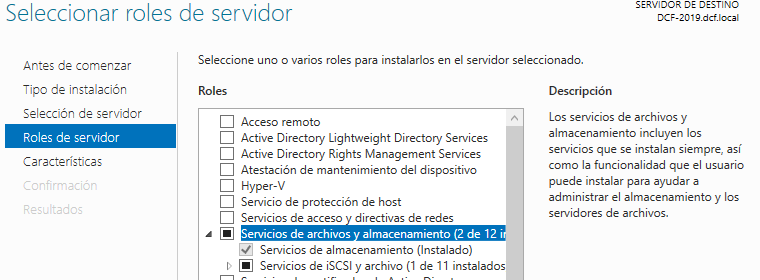 Seleccionar roles de servidor
SERVIDOR DE DESTINO
DCF-2019.dcf.local
Antes de comenzar
Tipo de instalación
Selección de servidor
Roles de servidor
Características
Confirmación
Resultados
Seleccione uno o varios roles para instalarlos en el servidor seleccionado.
Roles
Acceso remoto
Active Directory Lightweight Directory Services
Active Directory Rights Management Services
Atestación de mantenimiento del dispositivo
Hyper-V
Servicio de protección de host
Servicios de acceso y directivas de redes
Servicios de archivos y almacenamiento (2 de 12 in
Servicios de almacenamiento (Instalado)
Servicios de iSCSI y archivo (1 de 11 instalados
Descripción
Los servicios de archivos y
almacenamiento incluyen los
servicios que se instalan siempre, así
como la funcionalidad que el usuario
puede instalar para ayudar a
administrar el almacenamiento y los
servidores de archivos.